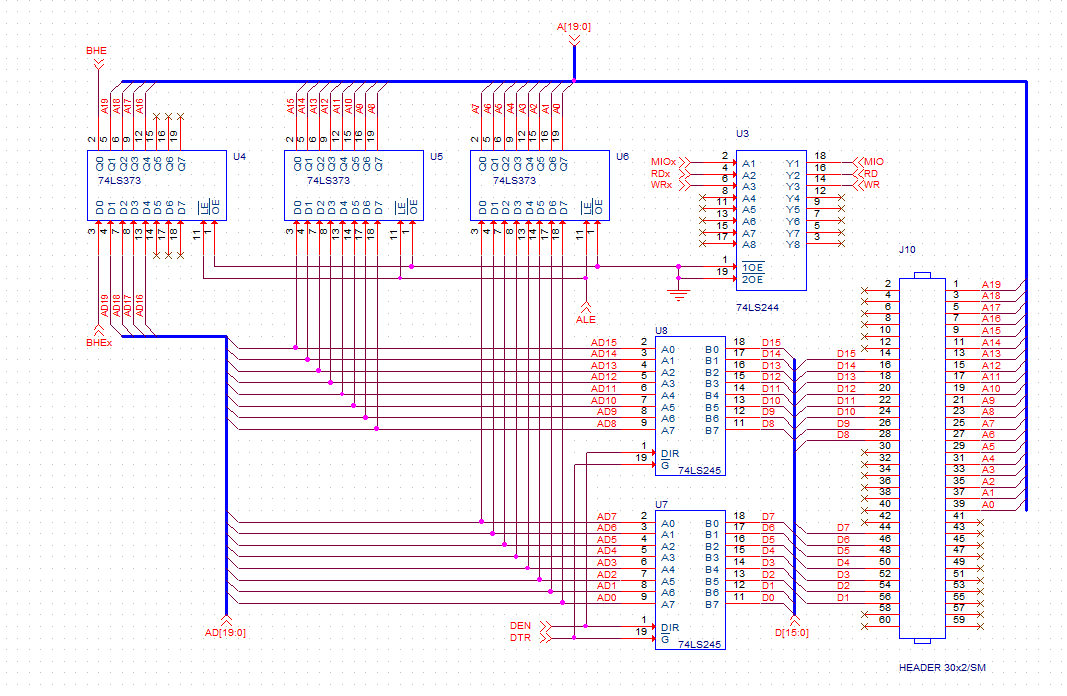 A[19:0]
BHE
A19 A18 A17 A16
A15 A14 A13 A12 A11 A10 A9 A8
A7 A6 A5 A4 A3 A2 A1 A0
2 5 6 9 12 15 16 19
2 5 6 9 12 15 16 19
2 5 6 9 12 15 16 19
Q0 Q1 Q2 Q3 Q4 Q5 Q6 Q7
U4
74LS373
D0 D1 D2 D3 D4 D5 D6 D7 LE OE
3 4 7 8 13 14 17 18 11 1
Q0 Q1 Q2 Q3 Q4 Q5 Q6 Q7
U5
74LS373
D0 D1 D2 D3 D4 D5 D6 D7 LE OE
3 4 7 8 13 14 17 18 11 1
Q0 Q1 Q2 Q3 Q4 Q5 Q6 Q7
U6
74LS373
D0 D1 D2 D3 D4 D5 D6 D7 LE OE
3 4 7 8 13 14 17 18 11 1
U3
MIOx 2 A1 Y1 18 MIO
RDx 4 A2 Y2 16 RD
WRx 6 A3 Y3 14 WR
8 A4 Y4 12
11 A5 Y5 9
13 A6 Y6 7
15 A7 Y7 5
17 A8 Y8 3
1 1OE
19 2OE
74LS244
AD19 AD18 AD17 AD16
BHEx
ALE
U8
AD15 2 A0 B0 18 D15
AD14 3 A1 B1 17 D14
AD13 4 A2 B2 16 D13
AD12 5 A3 B3 15 D12
AD11 6 A4 B4 14 D11
AD10 7 A5 B5 13 D10
AD9 8 A6 B6 12 D9
AD8 9 A7 B7 11 D8
1 DIR
19 G
74LS245
U7
AD7 2 A0 B0 18 D7
AD6 3 A1 B1 17 D6
AD5 4 A2 B2 16 D5
AD4 5 A3 B3 15 D4
AD3 6 A4 B4 14 D3
AD2 7 A5 B5 13 D2
AD1 8 A6 B6 12 D1
AD0 9 A7 B7 11 D0
DEN 1 DIR
DTR 19 G
74LS245
AD[19:0]
D[15:0]
J10
2 1 A19
4 3 A18
6 5 A17
8 7 A16
10 9 A15
12 11 A14
D15 14 13 A13
D14 16 15 A12
D13 18 17 A11
D12 20 19 A10
D11 22 21 A9
D10 24 23 A8
D9 26 25 A7
D8 28 27 A6
30 29 A5
32 31 A4
34 33 A3
36 35 A2
38 37 A1
40 39 A0
42 41
D7 44 43
D6 46 45
D5 48 47
D4 50 49
D3 52 51
D2 54 53
D1 56 55
58 57
60 59
HEADER 30x2/SM